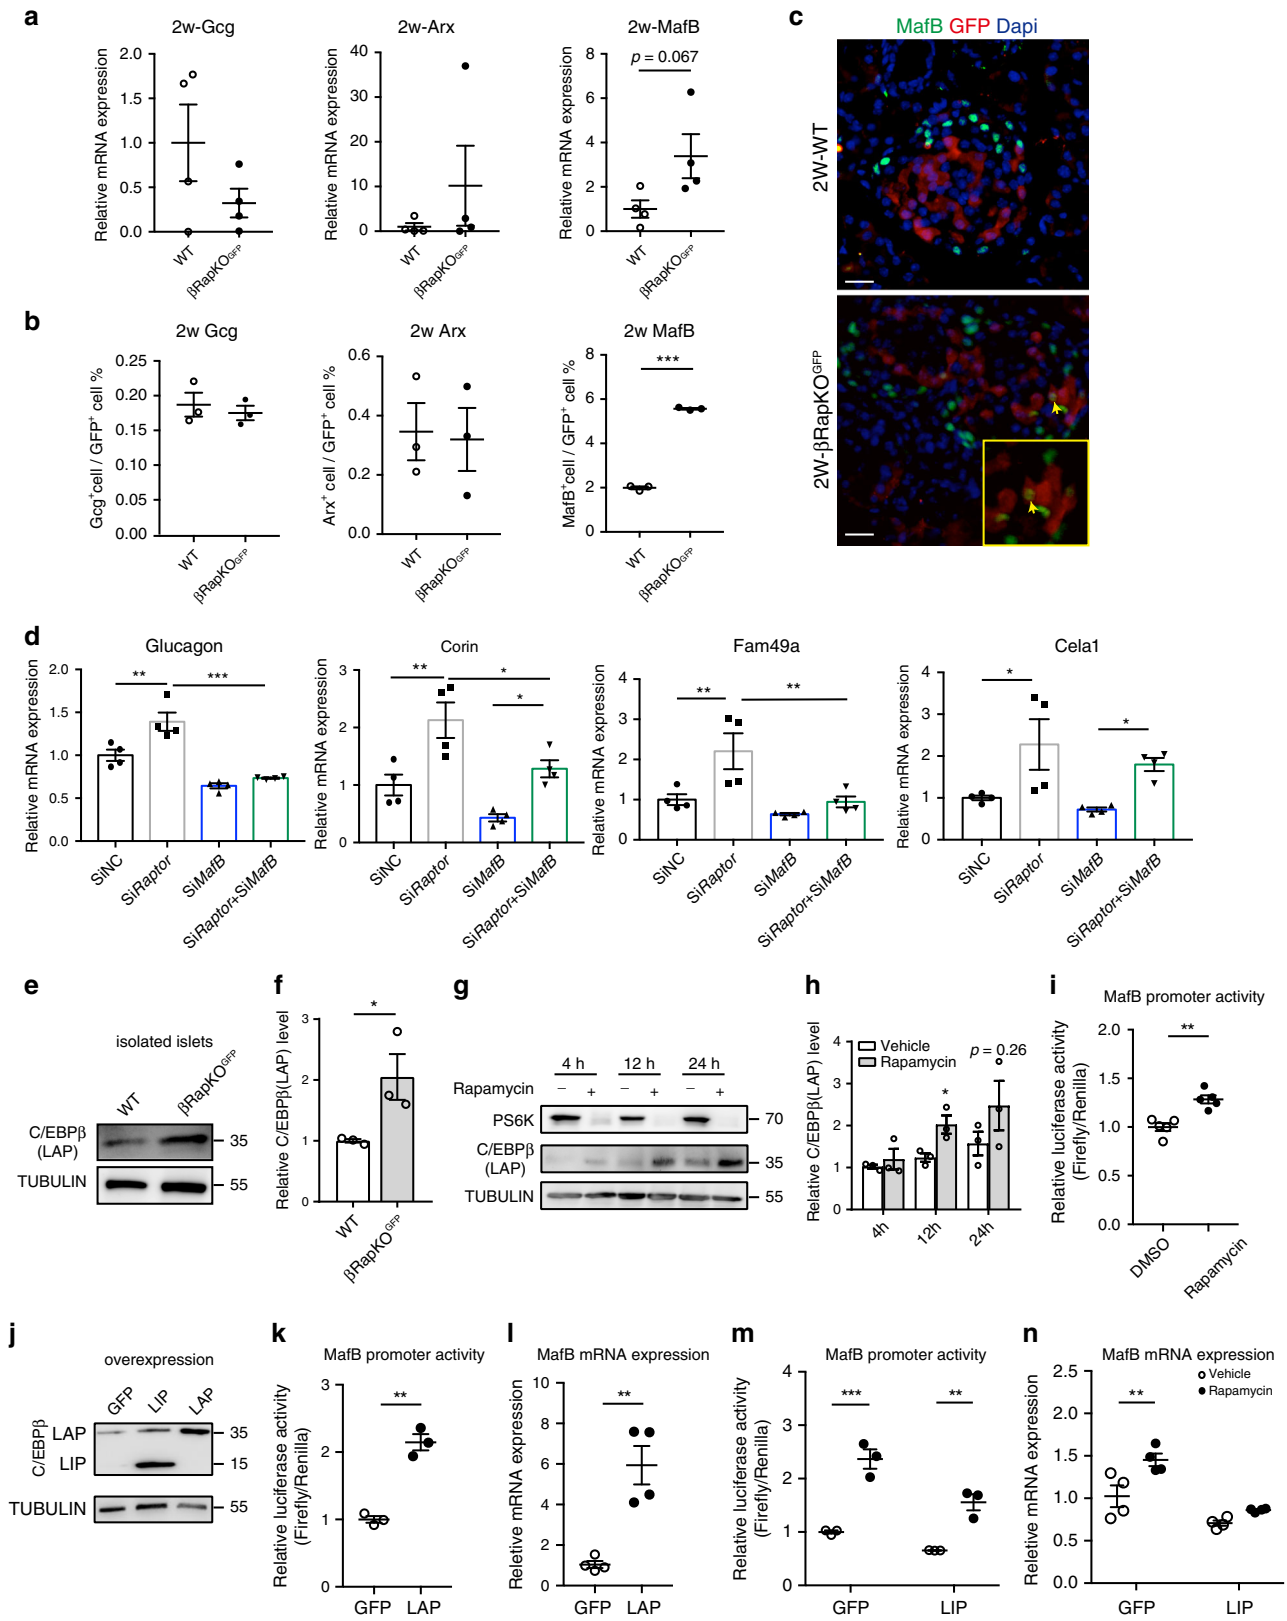 a
2w-Gcg
Relative mRNA expression
2.0
1.5
1.0
0.5
0.0
WT
βRapKOGFP
2w-Arx
Relative mRNA expression
40
30
20
10
0
WT
βRapKOGFP
2w-MafB
p = 0.067
Relative mRNA expression
8
6
4
2
0
WT
βRapKOGFP
b
2w Gcg
Gcg+cell / GFP+ cell %
0.25
0.20
0.15
0.10
0.05
0.00
WT
βRapKOGFP
2w Arx
Arx+ cell / GFP+ cell %
0.6
0.4
0.2
0.0
WT
βRapKOGFP
2w MafB
***
MafB+cell / GFP+ cell %
8
6
4
2
0
WT
βRapKOGFP
c
MafB GFP Dapi
2W-WT
2W-βRapKOGFP
d
Glucagon
** ***
Relative mRNA expression
2.0
1.5
1.0
0.5
0.0
SiNC
SiRaptor
SiMafB
SiRaptor+SiMafB
Corin
** * *
Relative mRNA expression
3
2
1
0
SiNC
SiRaptor
SiMafB
SiRaptor+SiMafB
Fam49a
** **
Relative mRNA expression
4
3
2
1
0
SiNC
SiRaptor
SiMafB
SiRaptor+SiMafB
Cela1
* *
Relative mRNA expression
4
3
2
1
0
SiNC
SiRaptor
SiMafB
SiRaptor+SiMafB
e
isolated islets
WT
βRapKOGFP
C/EBPβ
(LAP)
35
TUBULIN
55
f
*
Relative C/EBPβ(LAP) level
3
2
1
0
WT
βRapKOGFP
g
4 h 12 h 24 h
Rapamycin − + − + − +
PS6K
70
C/EBPβ
(LAP)
35
TUBULIN
55
h
Relative C/EBPβ(LAP) level
Vehicle
Rapamycin
p = 0.26
*
4
3
2
1
0
4h
12h
24h
i
MafB promoter activity
**
Relative luciferase activity
(Firefly/Renilla)
2.0
1.5
1.0
0.5
0.0
DMSO
Rapamycin
j
overexpression
GFP
LIP
LAP
C/EBPβ
LAP
35
LIP
15
TUBULIN
55
k
MafB promoter activity
**
Relative luciferase activity
(Firefly/Renilla)
3
2
1
0
GFP LAP
l
MafB mRNA expression
**
Reletive mRNA expression
10
8
6
4
2
0
GFP LAP
m
MafB promoter activity
*** **
Relative luciferase activity
(Firefly/Renilla)
4
3
2
1
0
GFP LIP
n
MafB mRNA expression
Vehicle
Rapamycin
**
Reletive mRNA expression
2.5
2.0
1.5
1.0
0.5
0.0
GFP LIP